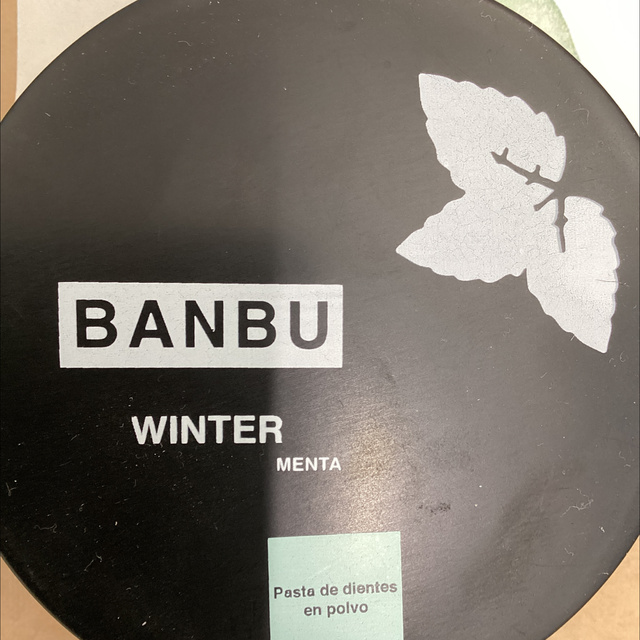 BANBU
WINTER
MENTA
Pasta de dientes
en polvo